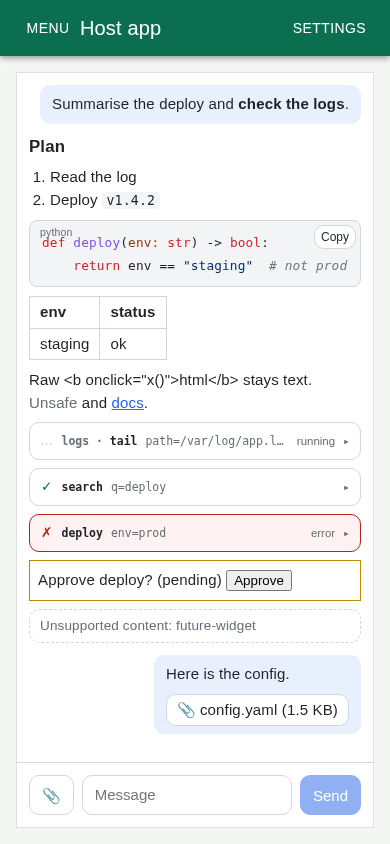 MENU Host app SETTINGS
Summarise the deploy and check the logs.
Plan
1. Read the log
2. Deploy v1.4.2
python
Copy
def deploy(env: str) -> bool:
return env == "staging"  # not prod
env status
staging ok
Raw <b onclick="x()">html</b> stays text.
Unsafe and docs.
… logs · tail path=/var/log/app.l… running ▸
✓ search q=deploy ▸
✗ deploy env=prod error ▸
Approve deploy? (pending) Approve
Unsupported content: future-widget
Here is the config.
📎 config.yaml (1.5 KB)
📎 Message Send